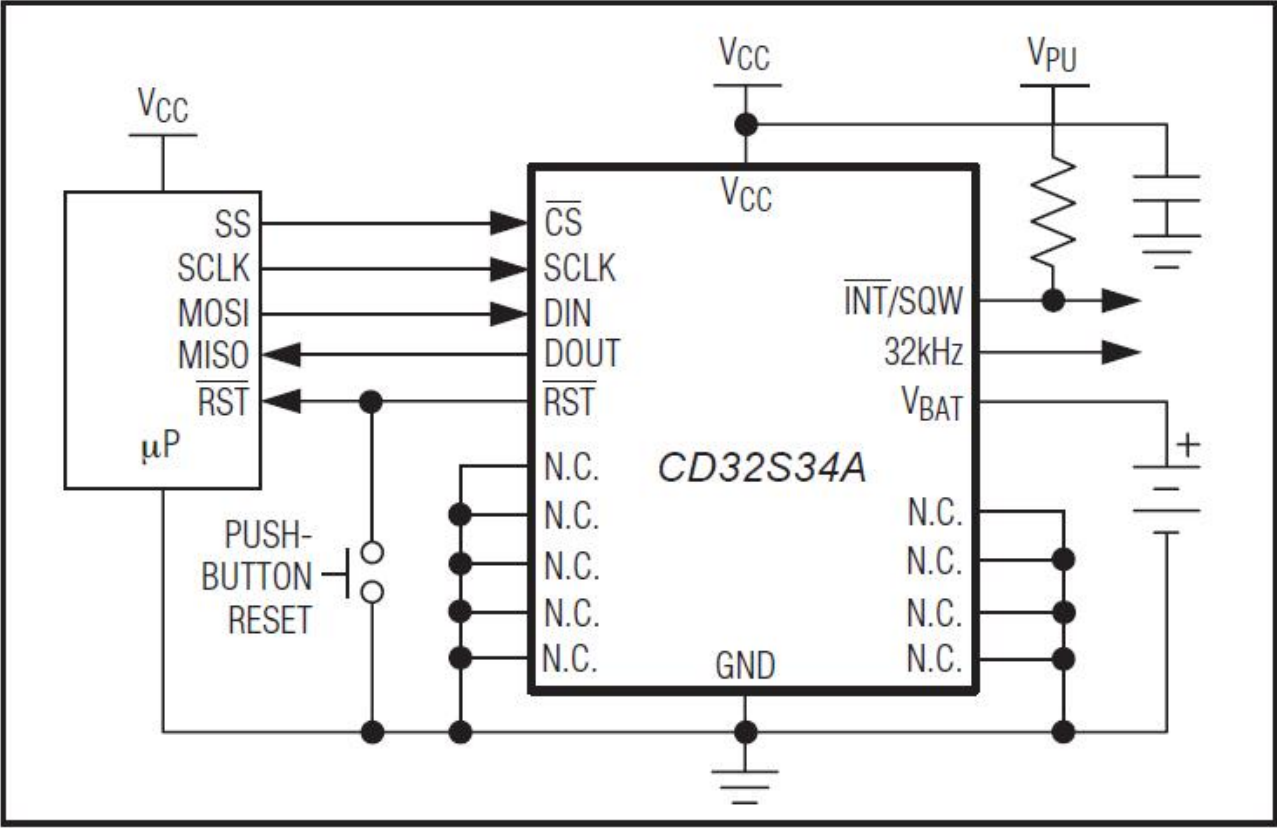 VCC
VCC
VPU
SS
SCLK
MOSI
MISO
RST
μP
VCC
CS
SCLK
DIN
DOUT
RST
N.C.
N.C.
N.C.
N.C.
N.C.
CD32S34A
GND
INT/SQW
32kHz
VBAT
+
N.C.
N.C.
N.C.
N.C.
PUSH-
BUTTON
RESET